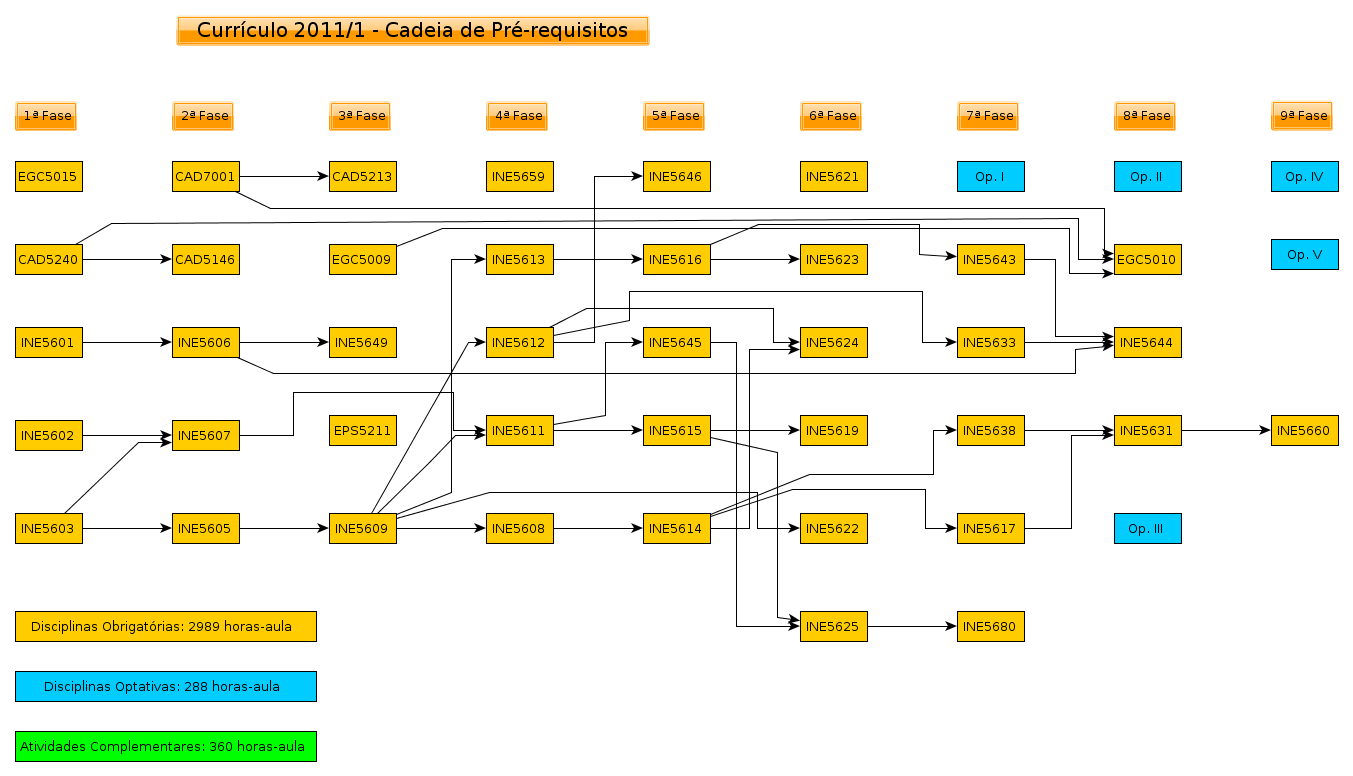 Currículo 2011/1 - Cadeia de Pré-requisitos
1ª Fase 2ª Fase 3ª Fase 4ª Fase 5ª Fase 6ª Fase 7ª Fase 8ª Fase 9ª Fase
EGC5015 CAD7001 CAD5213 INE5659 INE5646 INE5621 Op. I Op. II Op. IV
CAD5240 CAD5146 EGC5009 INE5613 INE5616 INE5623 INE5643 EGC5010 Op. V
INE5601 INE5606 INE5649 INE5612 INE5645 INE5624 INE5633 INE5644
INE5602 INE5607 EPS5211 INE5611 INE5615 INE5619 INE5638 INE5631 INE5660
INE5603 INE5605 INE5609 INE5608 INE5614 INE5622 INE5617 Op. III
Disciplinas Obrigatórias: 2989 horas-aula INE5625 INE5680
Disciplinas Optativas: 288 horas-aula
Atividades Complementares: 360 horas-aula